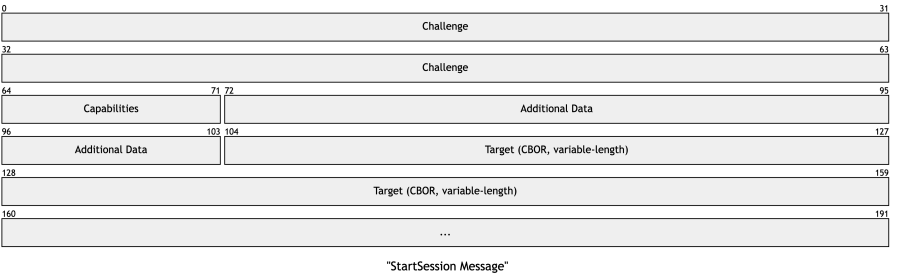 0 31
Challenge
32 63
Challenge
64 71 72 95
Capabilities Additional Data
96 103 104 127
Additional Data Target (CBOR, variable-length)
128 159
Target (CBOR, variable-length)
160 191
...
"StartSession Message"